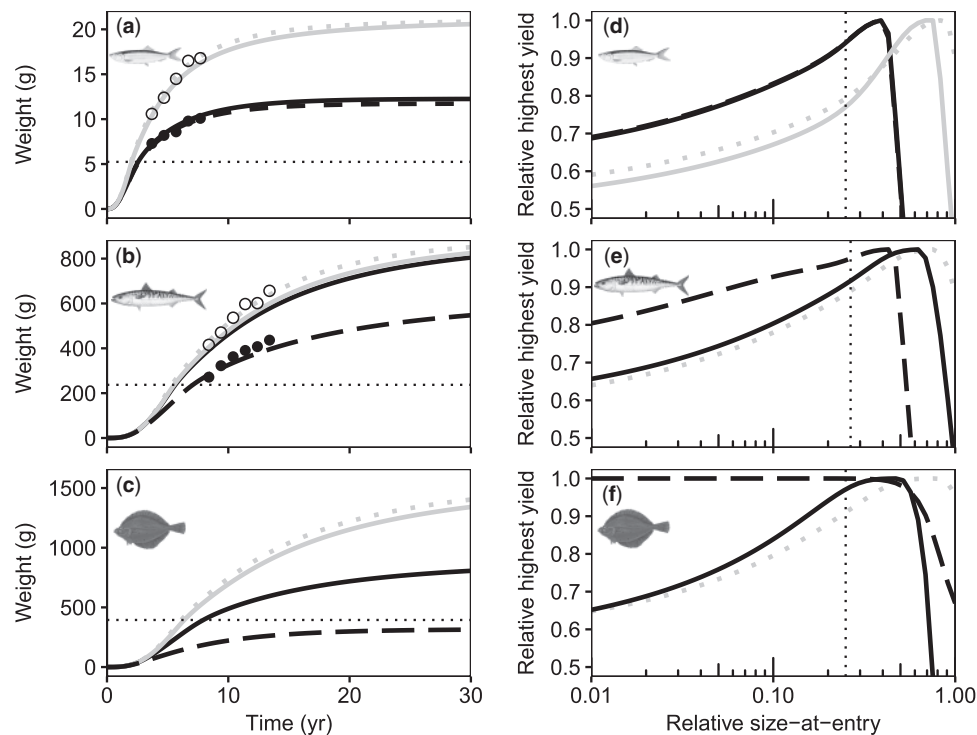 (a)
20
15
10
5
0
Weight (g)
(d)
1.0
0.9
0.8
0.7
0.6
0.5
Relative highest yield
(b)
800
600
400
200
0
Weight (g)
(e)
1.0
0.9
0.8
0.7
0.6
0.5
Relative highest yield
(c)
1500
1000
500
0
Weight (g)
0 10 20 30
Time (yr)
(f)
1.0
0.9
0.8
0.7
0.6
0.5
Relative highest yield
0.01 0.10 1.00
Relative size−at−entry